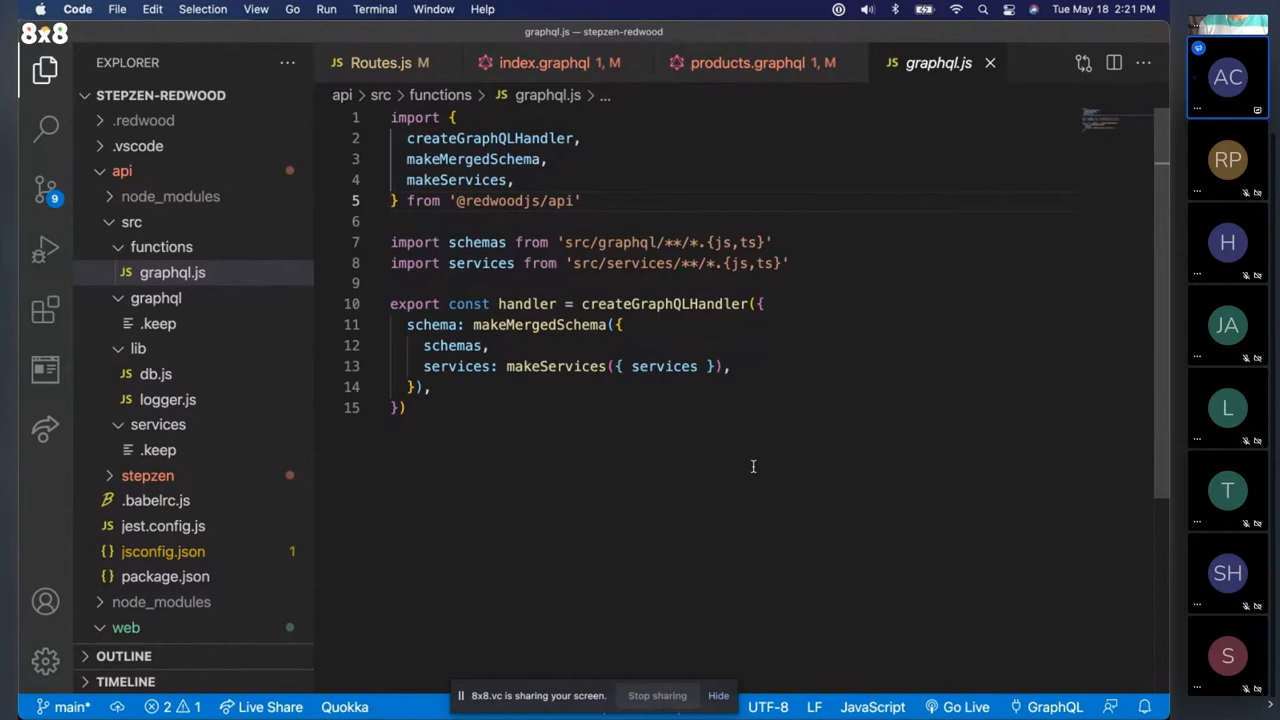 Code File Edit Selection View Go Run Terminal Window Help Tue May 18 2:21 PM
8x8
graphql.js — stepzen-redwood
EXPLORER
Routes.js M index.graphql 1, M products.graphql 1, M graphql.js
api > src > functions > graphql.js > ...
STEPZEN-REDWOOD
.redwood
.vscode
api
node_modules
src
functions
graphql.js
graphql
.keep
lib
db.js
logger.js
services
.keep
stepzen
.babelrc.js
jest.config.js
jsconfig.json 1
package.json
node_modules
web
OUTLINE
TIMELINE
9
1 import {
2 createGraphQLHandler,
3 makeMergedSchema,
4 makeServices,
5 } from '@redwoodjs/api'
6
7 import schemas from 'src/graphql/**/*.{js,ts}'
8 import services from 'src/services/**/*.{js,ts}'
9
10 export const handler = createGraphQLHandler({
11 schema: makeMergedSchema({
12 schemas,
13 services: makeServices({ services }),
14 }),
15 })
AC
RP
H
JA
L
T
SH
S
8x8.vc is sharing your screen. Stop sharing Hide
main* 2 1 Live Share Quokka UTF-8 LF JavaScript Go Live GraphQL